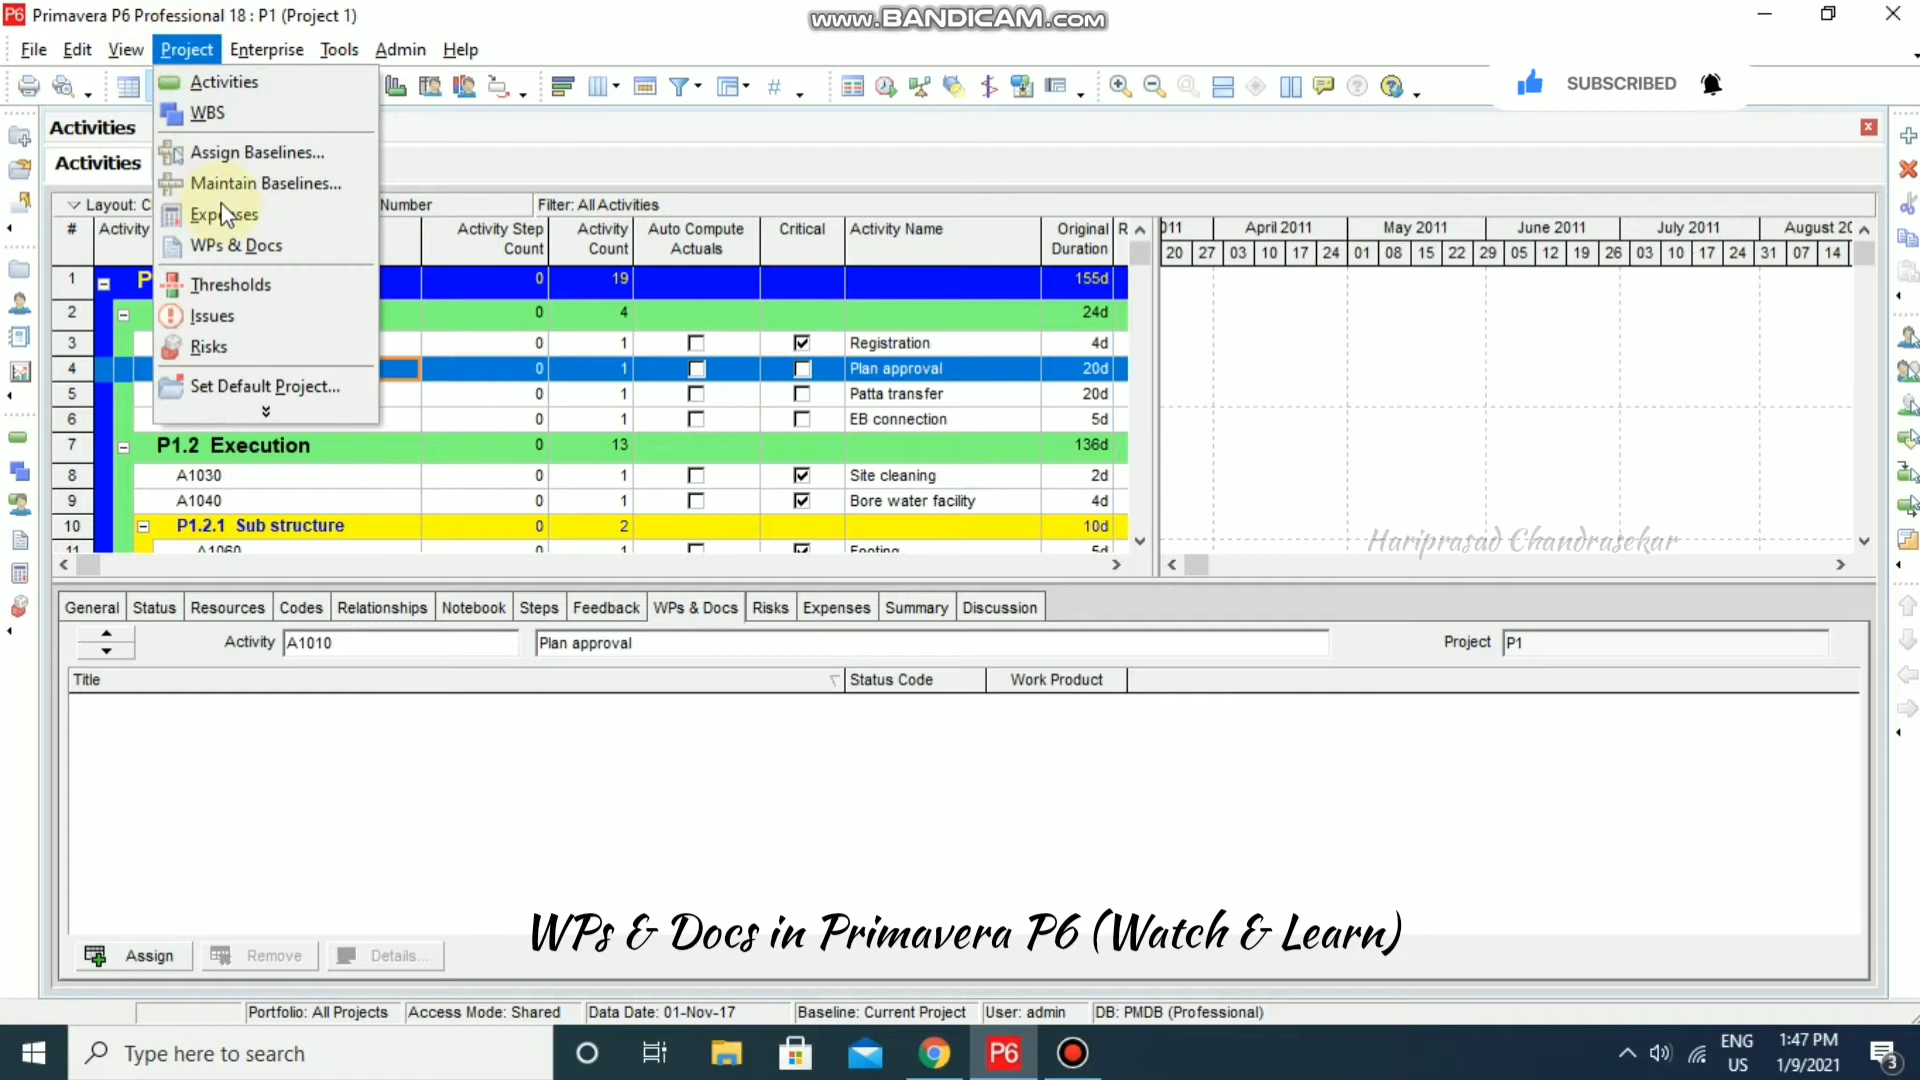 Primavera P6 Professional 18 : P1 (Project 1)
www.BANDICAM.com
File Edit View Project Enterprise Tools Admin Help
SUBSCRIBED
Activities
WBS
Assign Baselines...
Maintain Baselines...
Expenses
WPs & Docs
Thresholds
Issues
Risks
Set Default Project...
Activities
Activities
Layout: C
Number
Filter: All Activities
# Activity Activity Step Count Activity Count Auto Compute Actuals Critical Activity Name Original Duration R
011 April 2011 May 2011 June 2011 July 2011 August 20
20 27 03 10 17 24 01 08 15 22 29 05 12 19 26 03 10 17 24 31 07 14
1 P 0 19 155d
2 0 4 24d
3 0 1 Registration 4d
4 0 1 Plan approval 20d
5 0 1 Patta transfer 20d
6 0 1 EB connection 5d
7 P1.2 Execution 0 13 136d
8 A1030 0 1 Site cleaning 2d
9 A1040 0 1 Bore water facility 4d
10 P1.2.1 Sub structure 0 2 10d
11 A1060 0 1 Footing 5d
Hariprasad Chandrasekar
General Status Resources Codes Relationships Notebook Steps Feedback WPs & Docs Risks Expenses Summary Discussion
Activity A1010 Plan approval Project P1
Title Status Code Work Product
WPs & Docs in Primavera P6 (Watch & Learn)
Assign Remove Details...
Portfolio: All Projects Access Mode: Shared Data Date: 01-Nov-17 Baseline: Current Project User: admin DB: PMDB (Professional)
Type here to search
P6
ENG
US
1:47 PM
1/9/2021
3